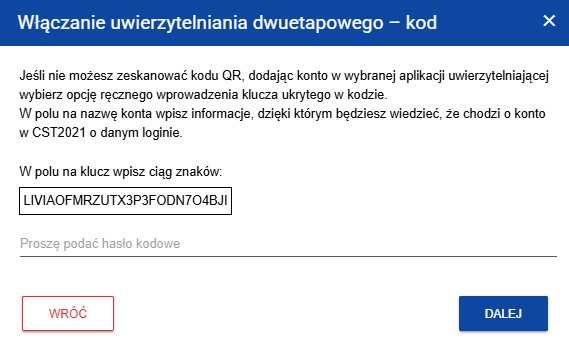 Włączanie uwierzytelniania dwuetapowego – kod
Jeśli nie możesz zeskanować kodu QR, dodając konto w wybranej aplikacji uwierzytelniającej
wybierz opcję ręcznego wprowadzenia klucza ukrytego w kodzie.
W polu na nazwę konta wpisz informacje, dzięki którym będziesz wiedzieć, że chodzi o konto
w CST2021 o danym loginie.
W polu na klucz wpisz ciąg znaków:
LIVIAOFMRZUTX3P3FODN7O4BJI
Proszę podać hasło kodowe
WRÓĆ
DALEJ